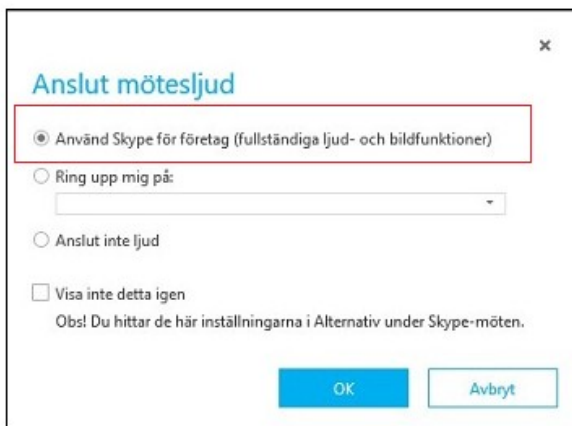 Anslut mötesljud
Använd Skype för företag (fullständiga ljud- och bildfunktioner)
Ring upp mig på:
Anslut inte ljud
Visa inte detta igen
Obs! Du hittar de här inställningarna i Alternativ under Skype-möten.
OK
Avbryt